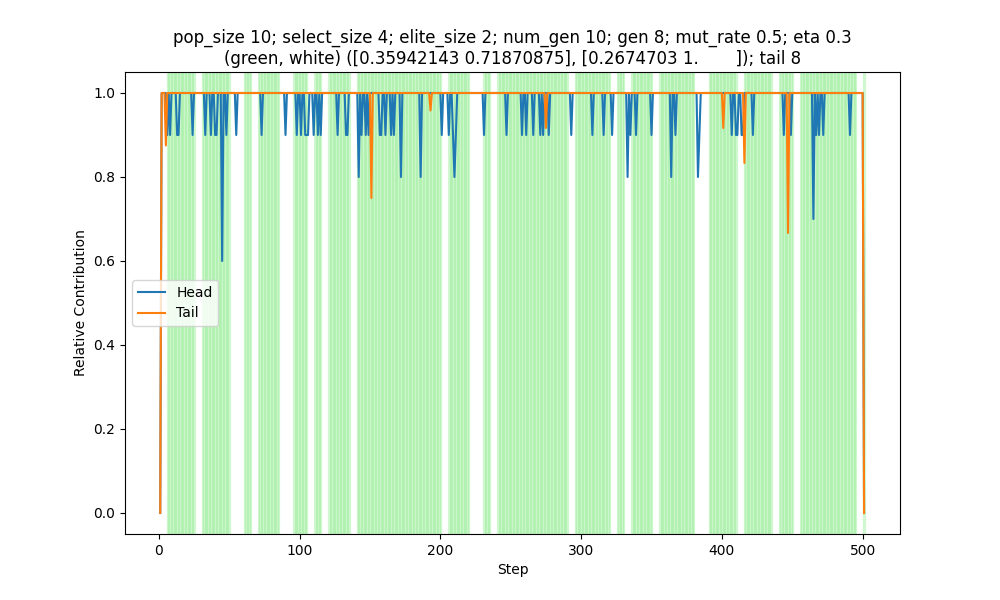 pop_size 10; select_size 4; elite_size 2; num_gen 10; gen 8; mut_rate 0.5; eta 0.3
(green, white) ([0.35942143 0.71870875], [0.2674703 1.        ]); tail 8
1.0
0.8
0.6
0.4
0.2
0.0
Relative Contribution
Head
Tail
0
100
200
300
400
500
Step